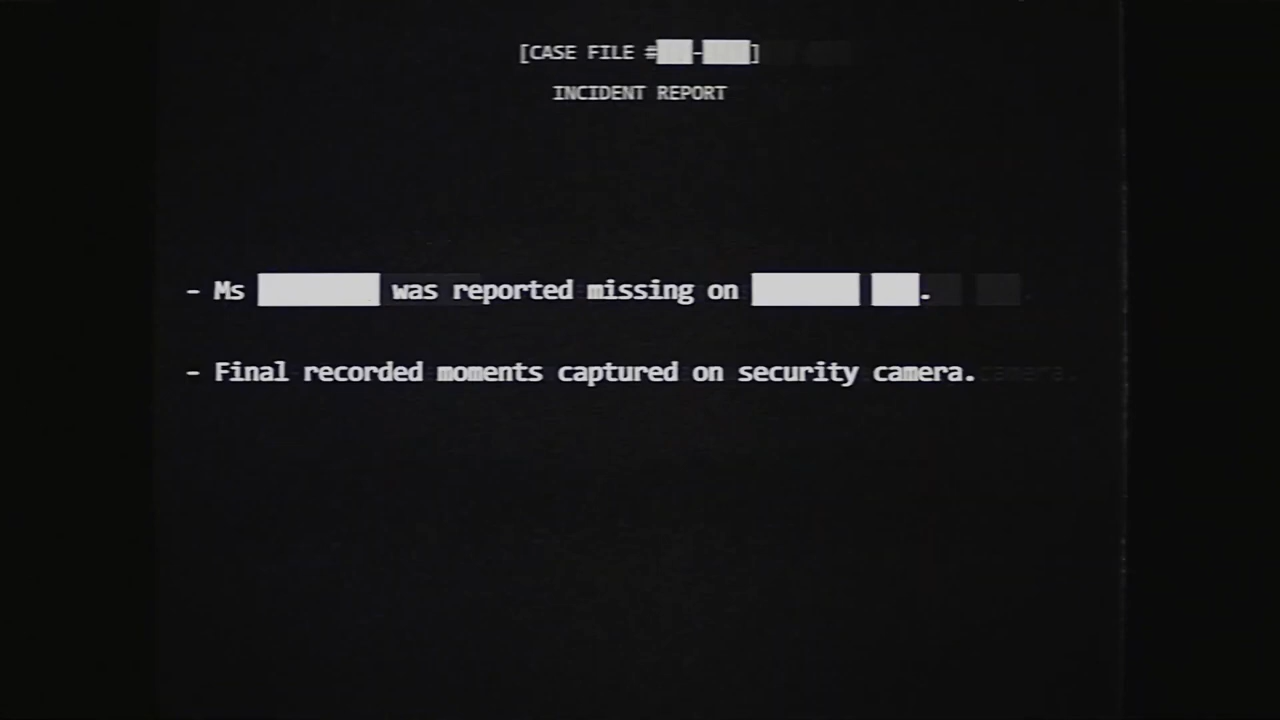 [CASE FILE #██-███]
INCIDENT REPORT
- Ms ████████ was reported missing on ███████ ███.
- Final recorded moments captured on security camera.